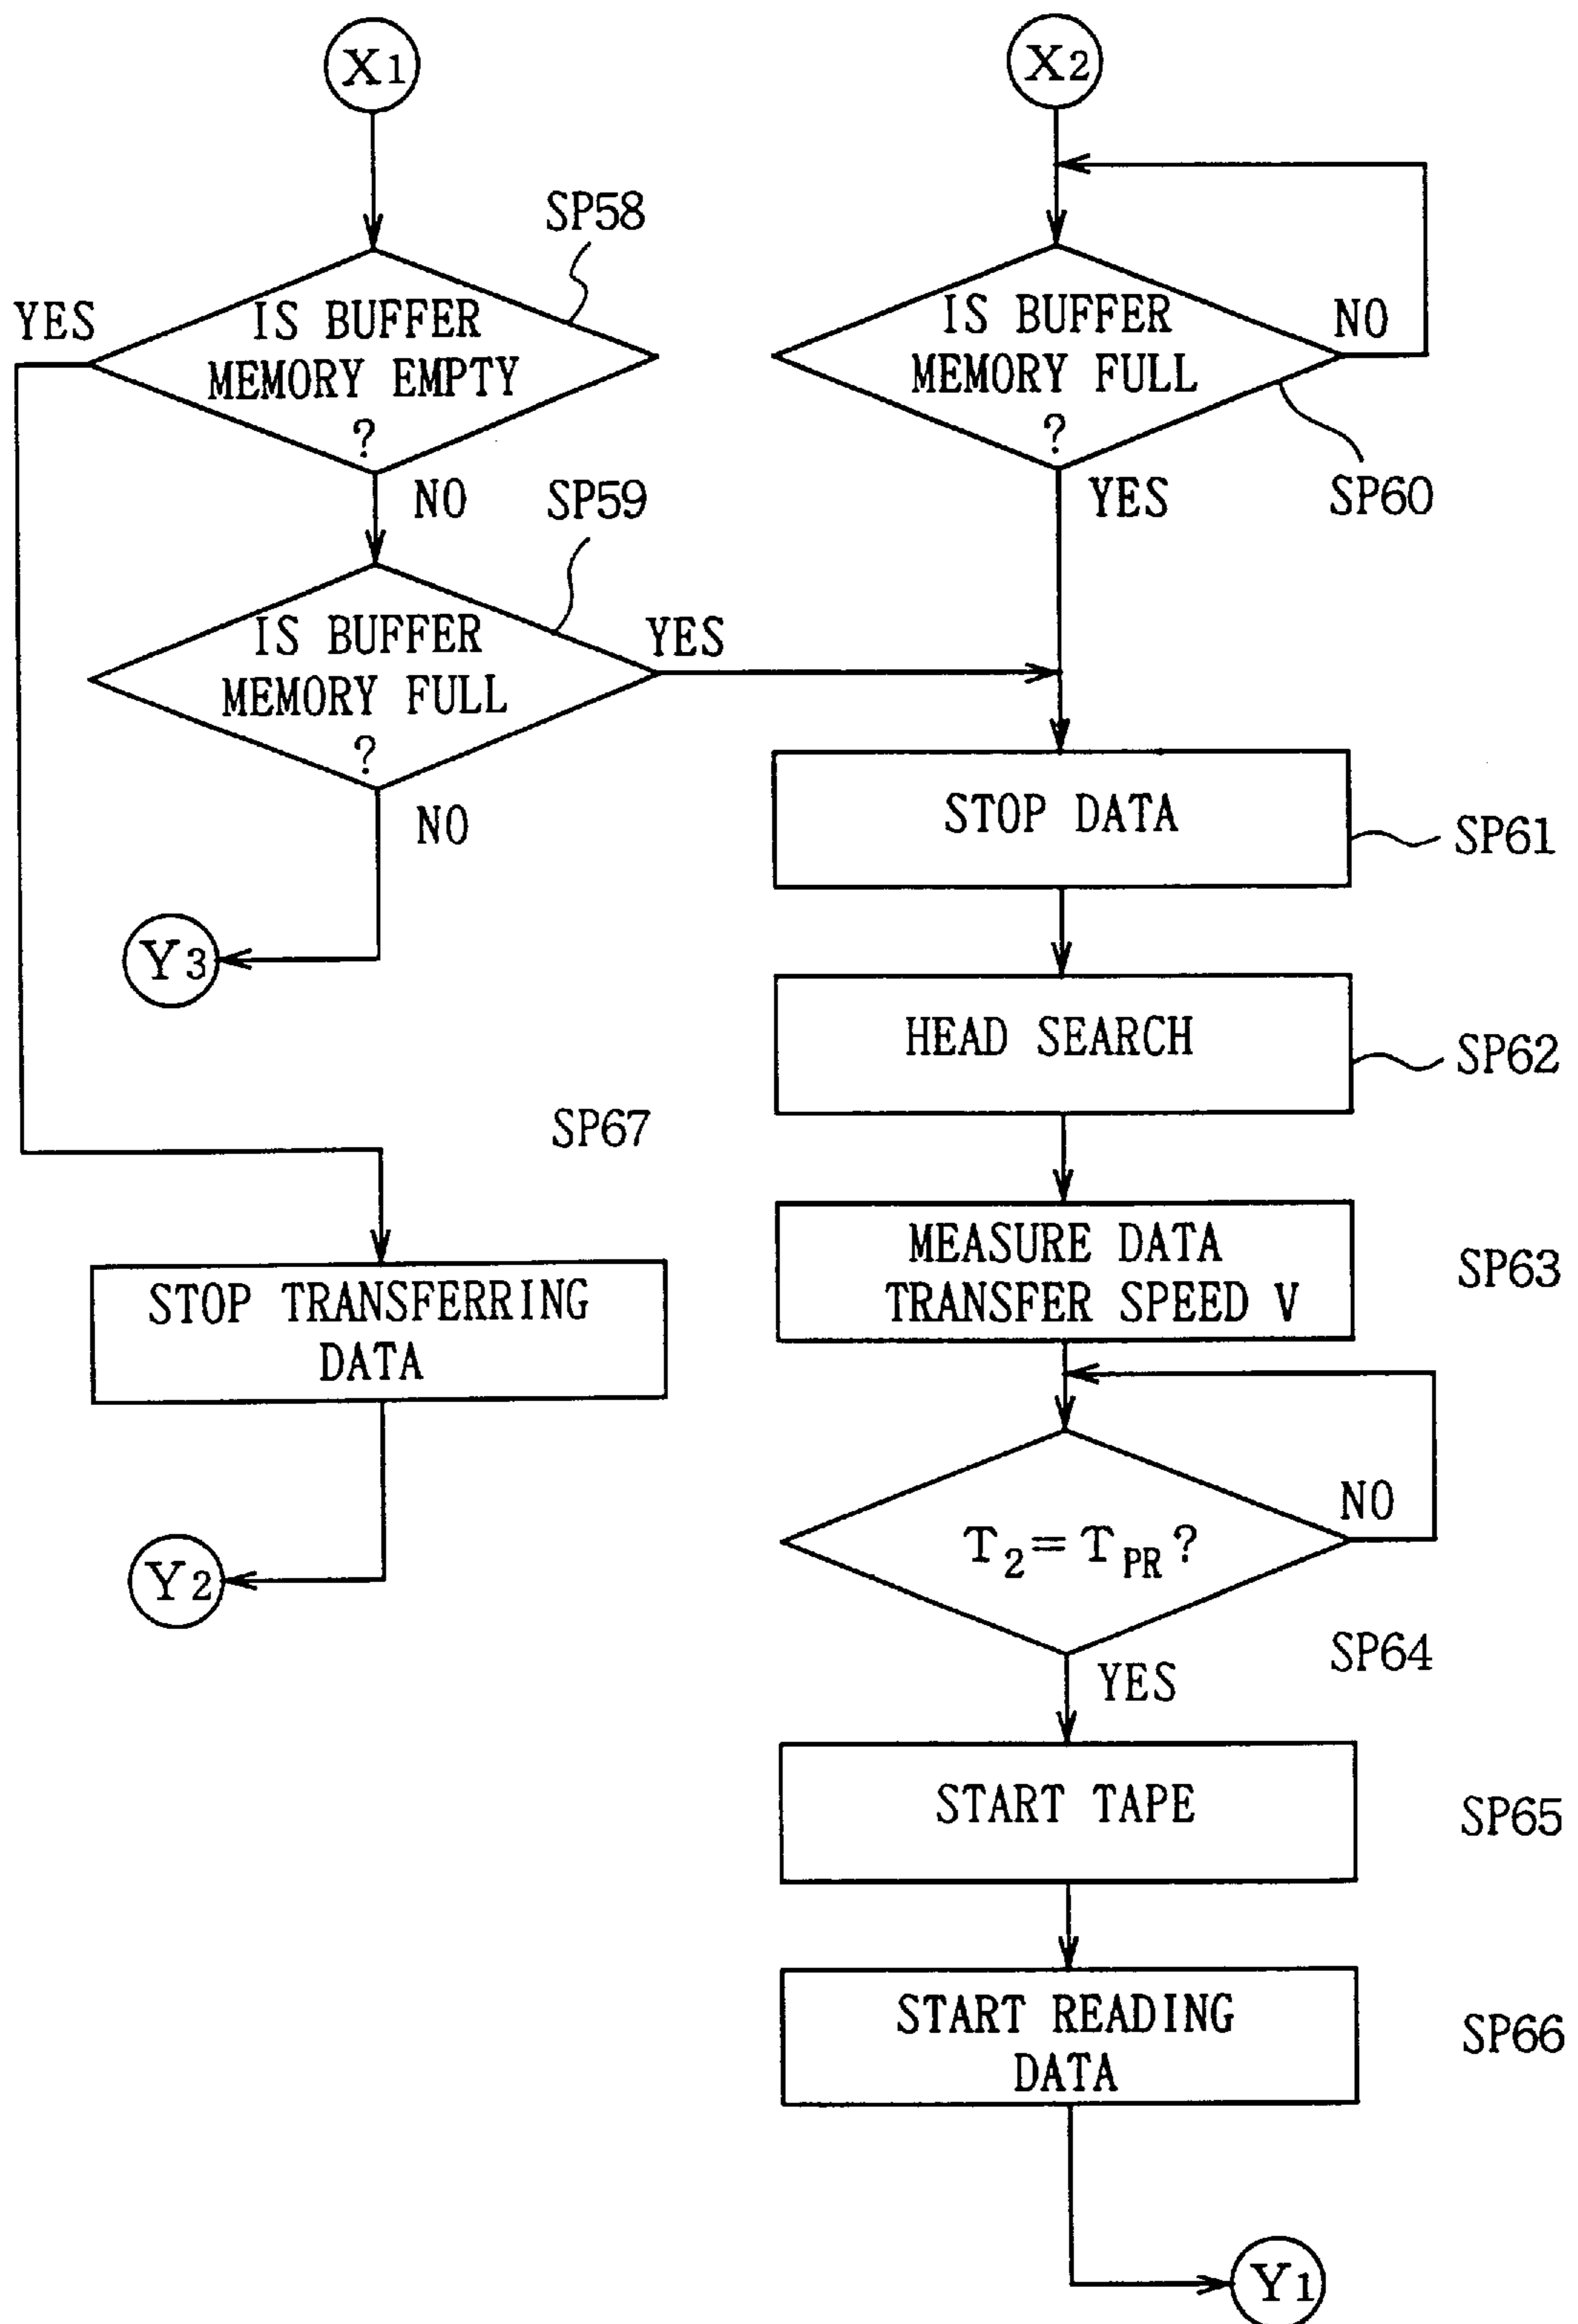 X1
X2
SP58
YES
IS BUFFER
MEMORY EMPTY
?
IS BUFFER
MEMORY FULL
?
NO
NO
SP59
YES
SP60
IS BUFFER
MEMORY FULL
?
YES
NO
STOP DATA
SP61
Y3
HEAD SEARCH
SP62
SP67
MEASURE DATA
TRANSFER SPEED V
SP63
STOP TRANSFERRING
DATA
T2=TPR?
NO
Y2
SP64
YES
START TAPE
SP65
START READING
DATA
SP66
Y1